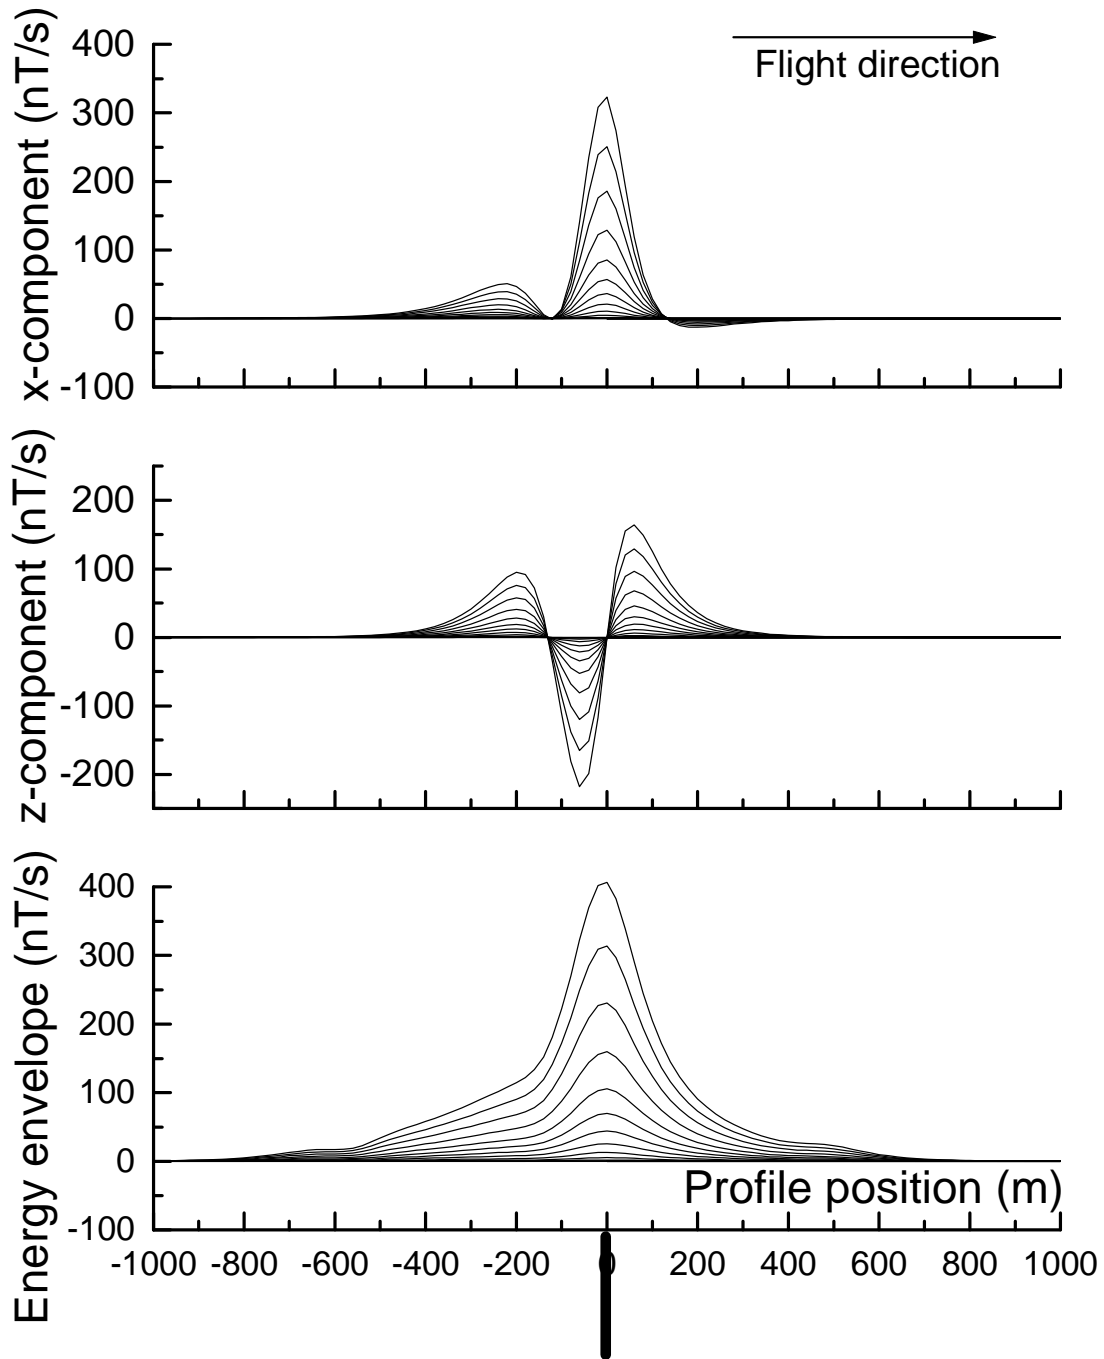 x-component (nT/s)
400
300
200
100
0
-100
Flight direction
z-component (nT/s)
200
100
0
-100
-200
Energy envelope (nT/s)
400
300
200
100
0
-100
Profile position (m)
-1000 -800 -600 -400 -200 0 200 400 600 800 1000